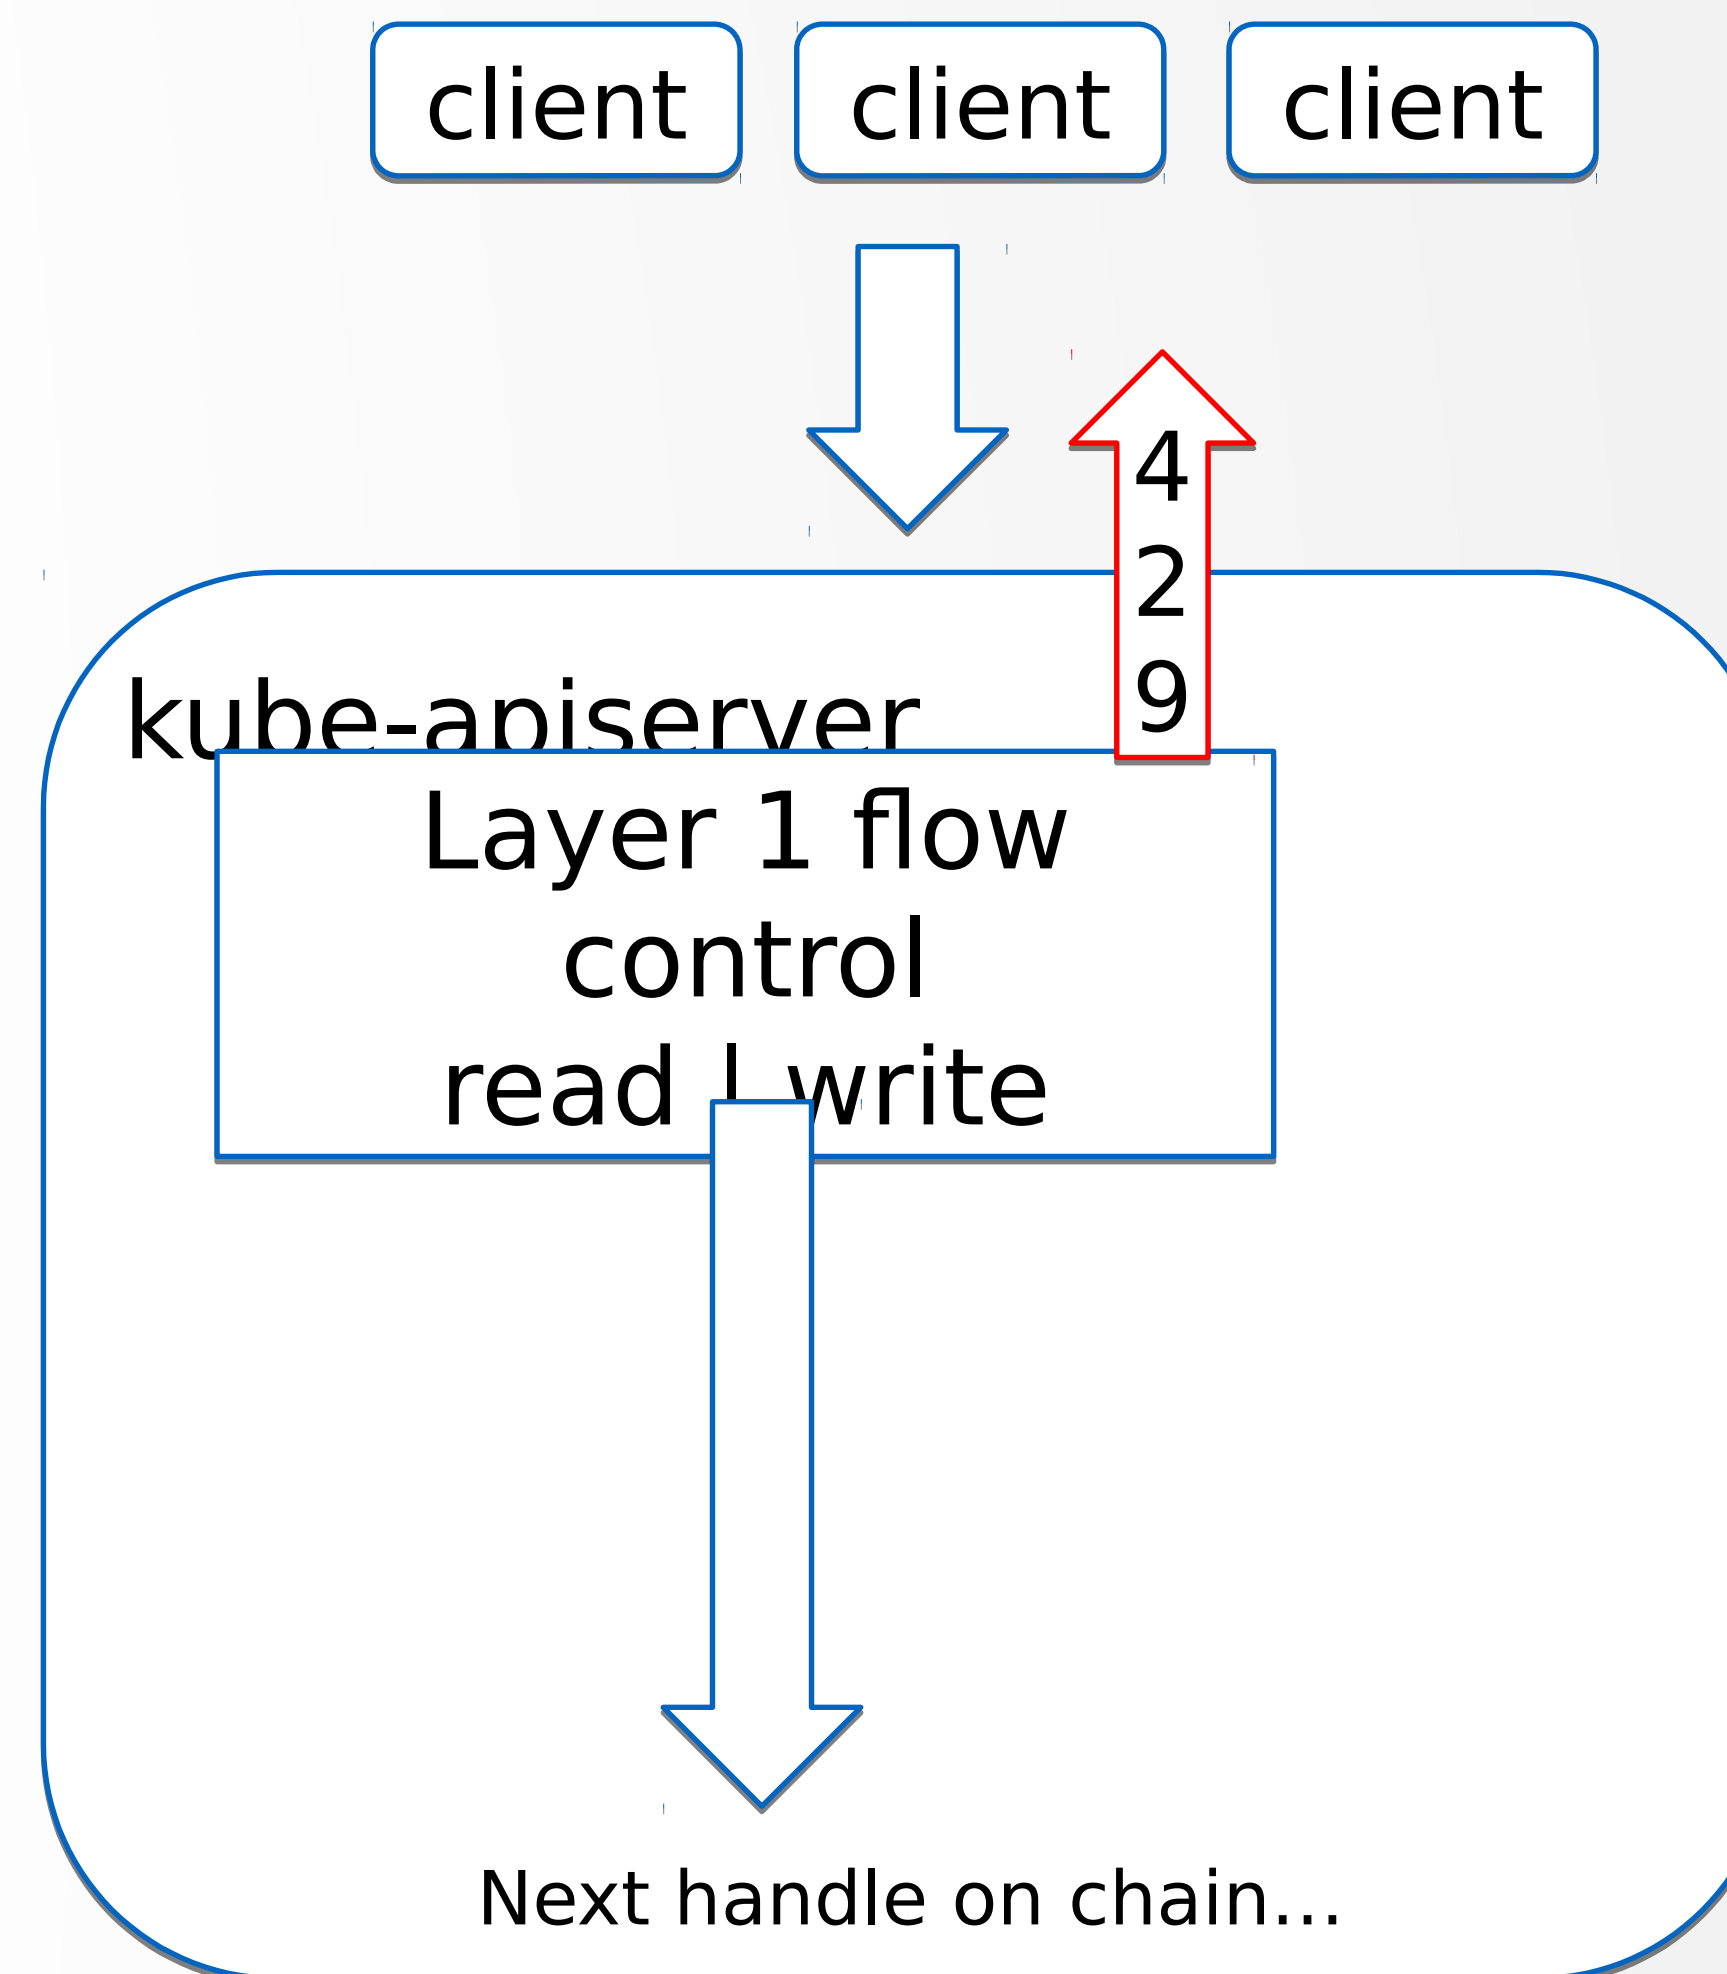 client client client
4
2
9
kube-apiserver
Layer 1 flow
control
read | write
Next handle on chain...